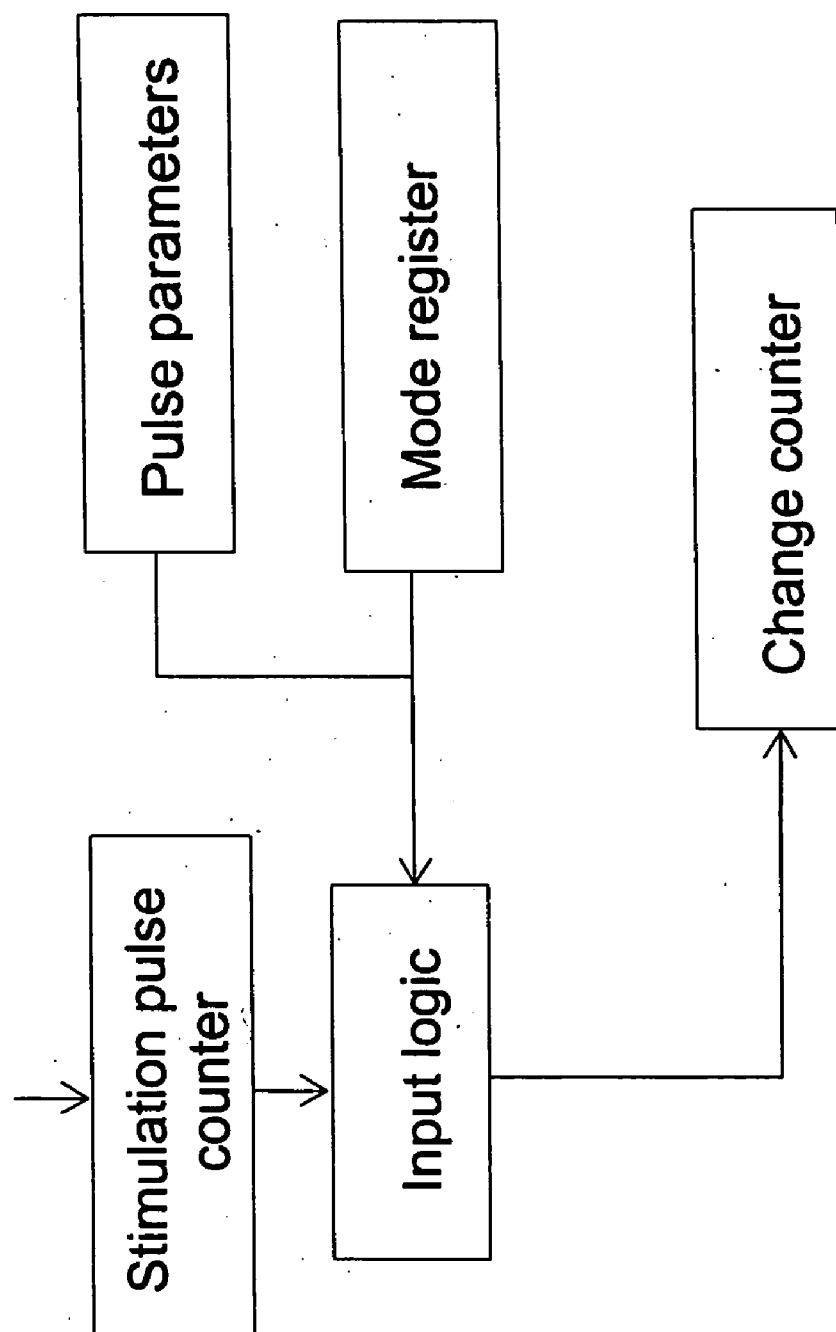 Pulse parameters
Mode register
Change counter
Stimulation pulse
counter
Input logic